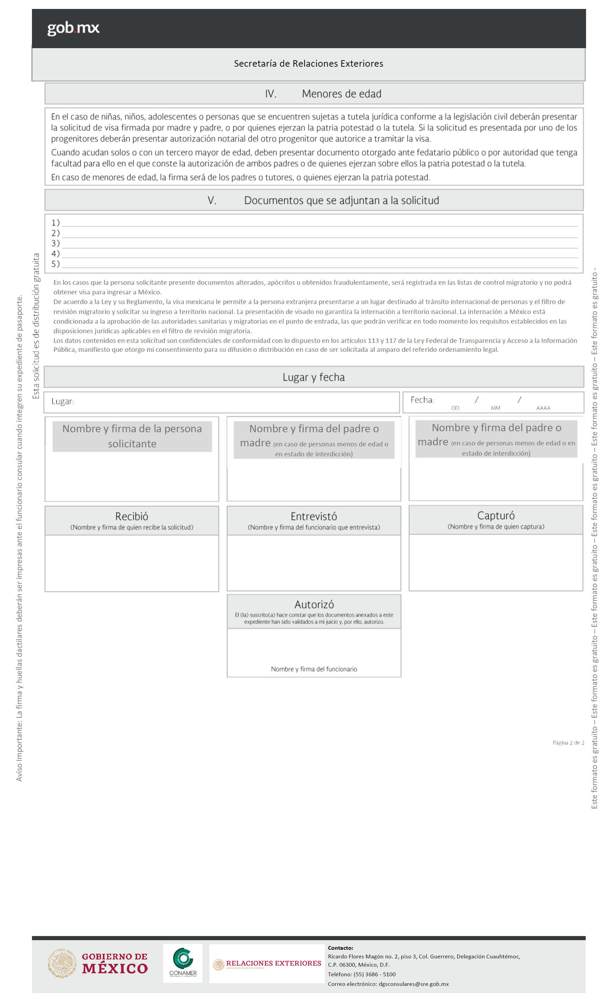 gob.mx
Secretaría de Relaciones Exteriores
IV. Menores de edad
En el caso de niñas, niños, adolescentes o personas que se encuentren sujetas a tutela jurídica conforme a la legislación civil deberán presentar
la solicitud de visa firmada por madre y padre, o por quienes ejerzan la patria potestad o la tutela. Si la solicitud es presentada por uno de los
progenitores deberán presentar autorización notarial del otro progenitor que autorice a tramitar la visa.
Cuando acudan solos o con un tercero mayor de edad, deben presentar documento otorgado ante fedatario público o por autoridad que tenga
facultad para ello en el que conste la autorización de ambos padres o de quienes ejerzan sobre ellos la patria potestad o la tutela.
En caso de menores de edad, la firma será de los padres o tutores, o quienes ejerzan la patria potestad.
V. Documentos que se adjuntan a la solicitud
1)
2)
3)
4)
5)
En los casos que la persona solicitante presente documentos alterados, apócrifos u obtenidos fraudulentamente, será registrada en las listas de control migratorio y no podrá
obtener visa para ingresar a México.
De acuerdo a la Ley y su Reglamento, la visa mexicana le permite a la persona extranjera presentarse a un lugar destinado al tránsito internacional de personas y el filtro de
revisión migratorio y solicitar su ingreso a territorio nacional. La presentación de visado no garantiza la internación a territorio nacional. La internación a México está
condicionada a la aprobación de las autoridades sanitarias y migratorias en el punto de entrada, las que podrán verificar en todo momento los requisitos establecidos en las
disposiciones jurídicas aplicables en el filtro de revisión migratoria.
Los datos contenidos en esta solicitud son confidenciales de conformidad con lo dispuesto en los artículos 113 y 117 de la Ley Federal de Transparencia y Acceso a la Información
Pública, manifiesto que otorgo mi consentimiento para su difusión o distribución en caso de ser solicitada al amparo del referido ordenamiento legal.
Lugar y fecha
Lugar:
Fecha: / /
DD MM AAAA
Nombre y firma de la persona
solicitante
Nombre y firma del padre o
madre (en caso de personas menos de edad o
en estado de interdicción)
Nombre y firma del padre o
madre (en caso de personas menos de edad o en
estado de interdicción)
Recibió
(Nombre y firma de quien recibe la solicitud)
Entrevistó
(Nombre y firma del funcionario que entrevista)
Capturó
(Nombre y firma de quien captura)
Autorizó
El (la) suscrito(a) hace constar que los documentos anexados a este
expediente han sido validados a mi juicio y, por ello, autorizo.
Nombre y firma del funcionario
Página 2 de 2
Aviso Importante: La firma y huellas dactilares deberán ser impresas ante el funcionario consular cuando integren su expediente de pasaporte.
Esta solicitud es de distribución gratuita
Este formato es gratuito – Este formato es gratuito – Este formato es gratuito – Este formato es gratuito – Este formato es gratuito – Este formato es gratuito -
GOBIERNO DE
MÉXICO
CONAMER
RELACIONES EXTERIORES
SECRETARÍA DE RELACIONES EXTERIORES
Contacto:
Ricardo Flores Magón no. 2, piso 3, Col. Guerrero, Delegación Cuauhtémoc,
C.P. 06300, México, D.F.
Teléfono: (55) 3686 - 5100
Correo electrónico: dgsconsulares@sre.gob.mx